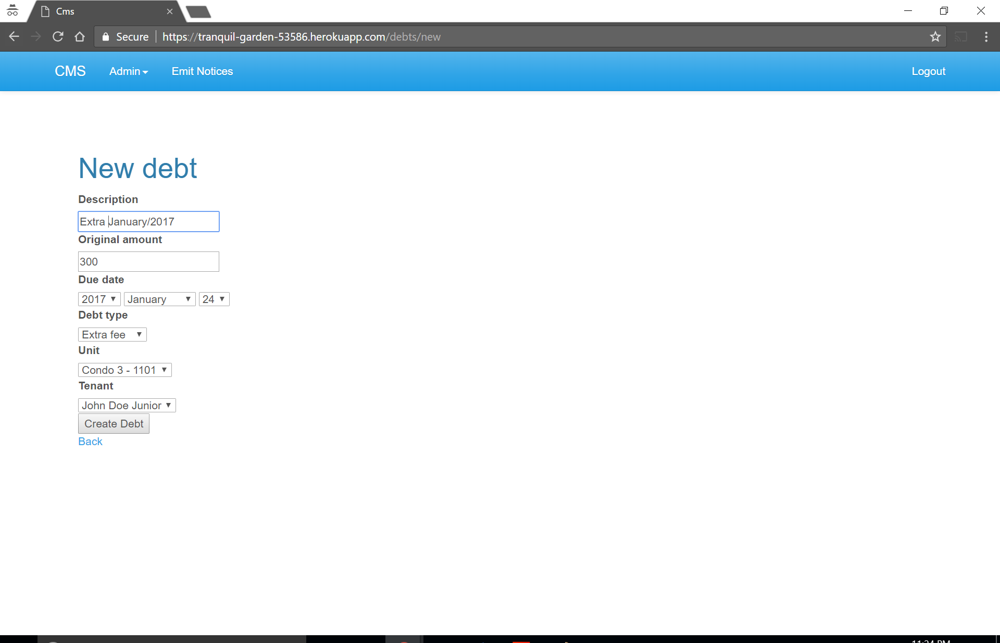 Cms
Secure https://tranquil-garden-53586.herokuapp.com/debts/new
CMS Admin Emit Notices Logout
New debt
Description
Extra January/2017
Original amount
300
Due date
2017 January 24
Debt type
Extra fee
Unit
Condo 3 - 1101
Tenant
John Doe Junior
Create Debt
Back